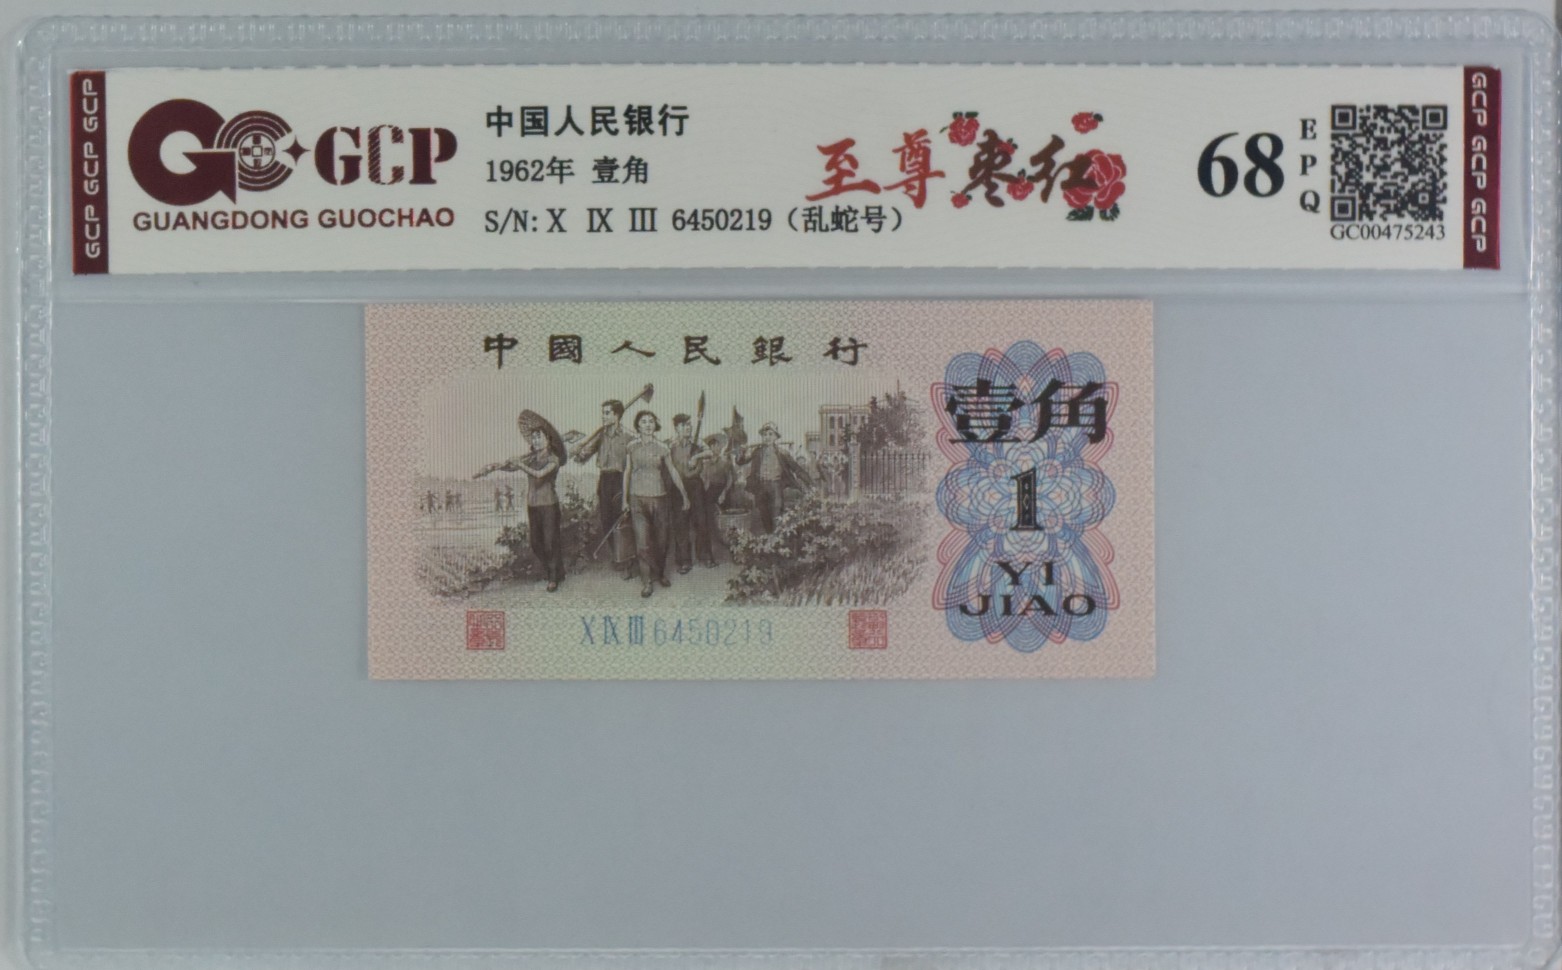 GCP GCP GCP
GCP
GUANGDONG GUOCHAO
中国人民银行
1962年 壹角
S/N: X IX III 6450219（乱蛇号）
至尊枣红
68
EPQ
GC00475243
GCP GCP GCP
中國人民銀行
壹角
1
YI
JIAO
X IX III 6450219